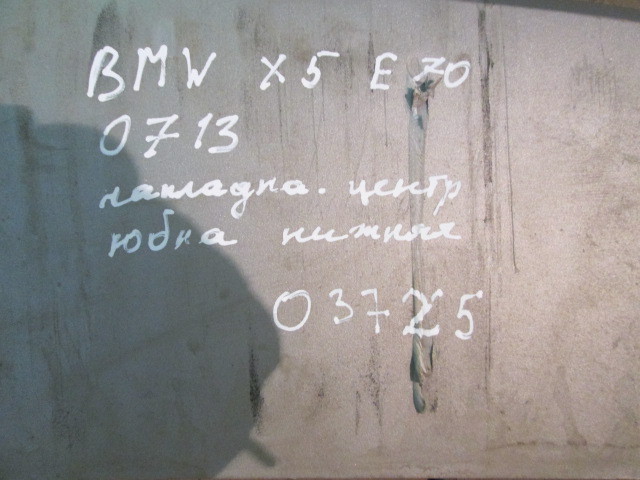 BMW X5 E 70
0713
накладка. центр
юбка нижняя
03725